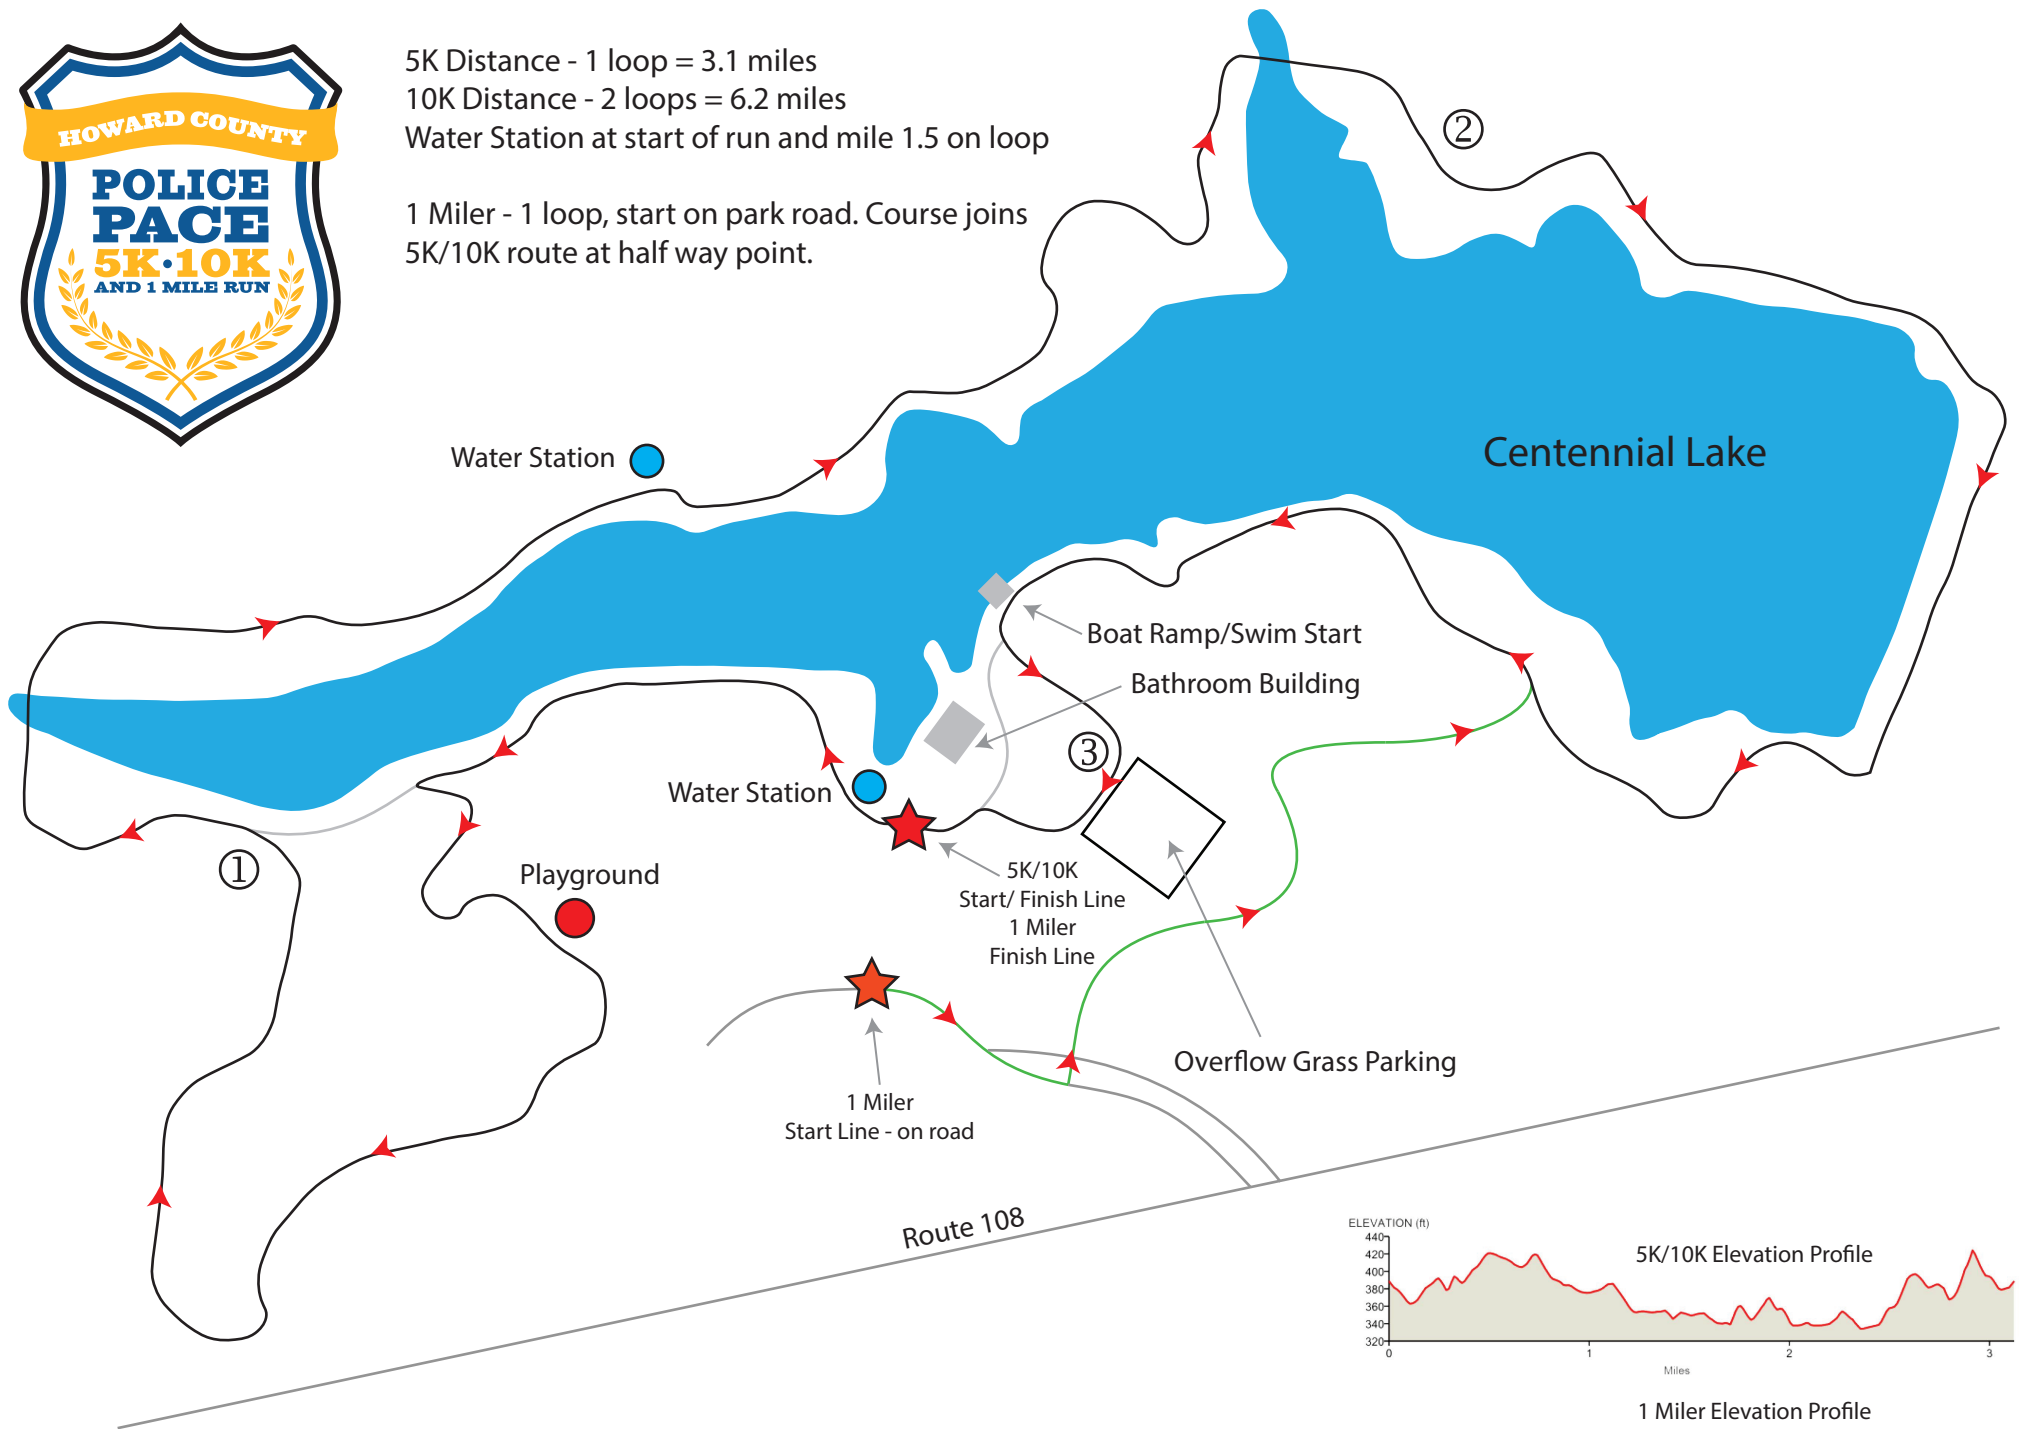 HOWARD COUNTY
POLICE
PACE
5K·10K
AND 1 MILE RUN
5K Distance - 1 loop = 3.1 miles
10K Distance - 2 loops = 6.2 miles
Water Station at start of run and mile 1.5 on loop
1 Miler - 1 loop, start on park road. Course joins
5K/10K route at half way point.
2
Water Station
Centennial Lake
Boat Ramp/Swim Start
Bathroom Building
3
Water Station
1
Playground
5K/10K
Start/ Finish Line
1 Miler
Finish Line
Overflow Grass Parking
1 Miler
Start Line - on road
Route 108
ELEVATION (ft)
440
420
400
380
360
340
320
5K/10K Elevation Profile
0 1 2 3
Miles
1 Miler Elevation Profile